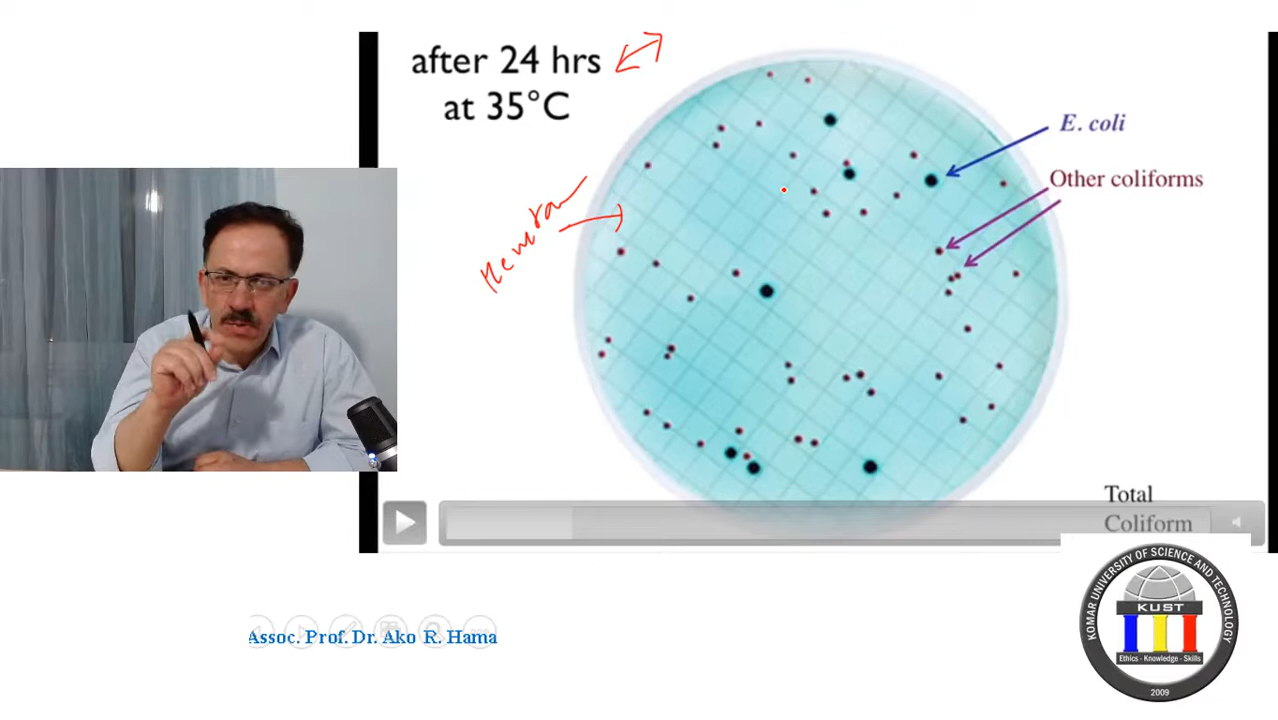 after 24 hrs
at 35°C
E. coli
Other coliforms
Total
Coliform
Assoc. Prof. Dr. Ako R. Hama
KOMAR UNIVERSITY OF SCIENCE AND TECHNOLOGY
KUST
Ethics - Knowledge - Skills
2009